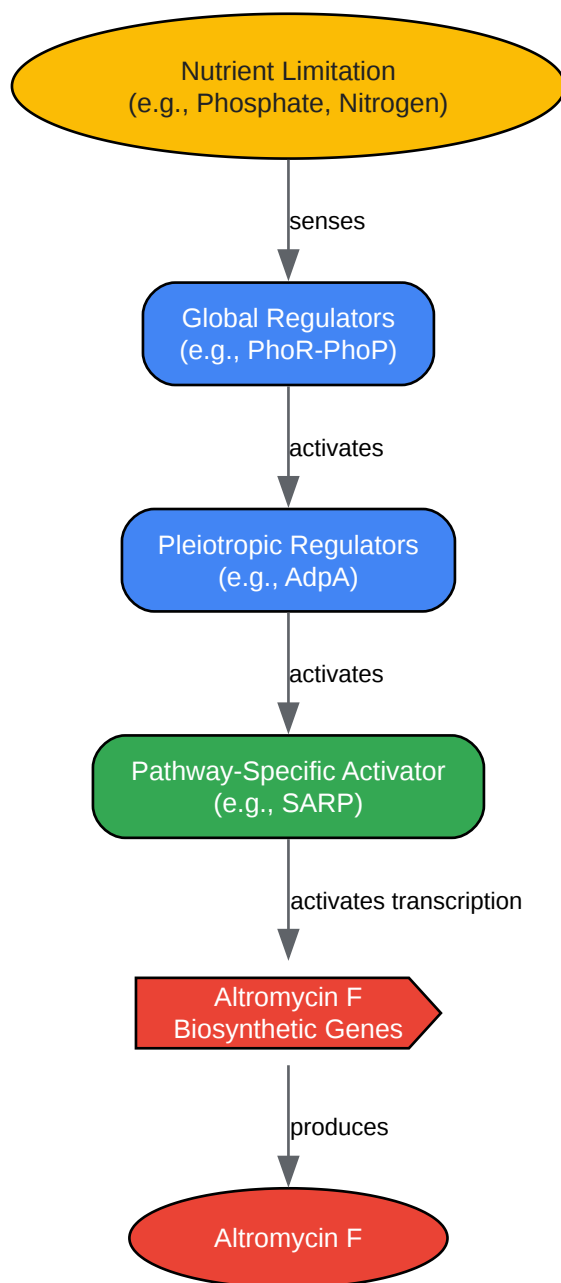 Nutrient Limitation
(e.g., Phosphate, Nitrogen)
senses
Global Regulators
(e.g., PhoR-PhoP)
activates
Pleiotropic Regulators
(e.g., AdpA)
activates
Pathway-Specific Activator
(e.g., SARP)
activates transcription
Altromycin F
Biosynthetic Genes
produces
Altromycin F